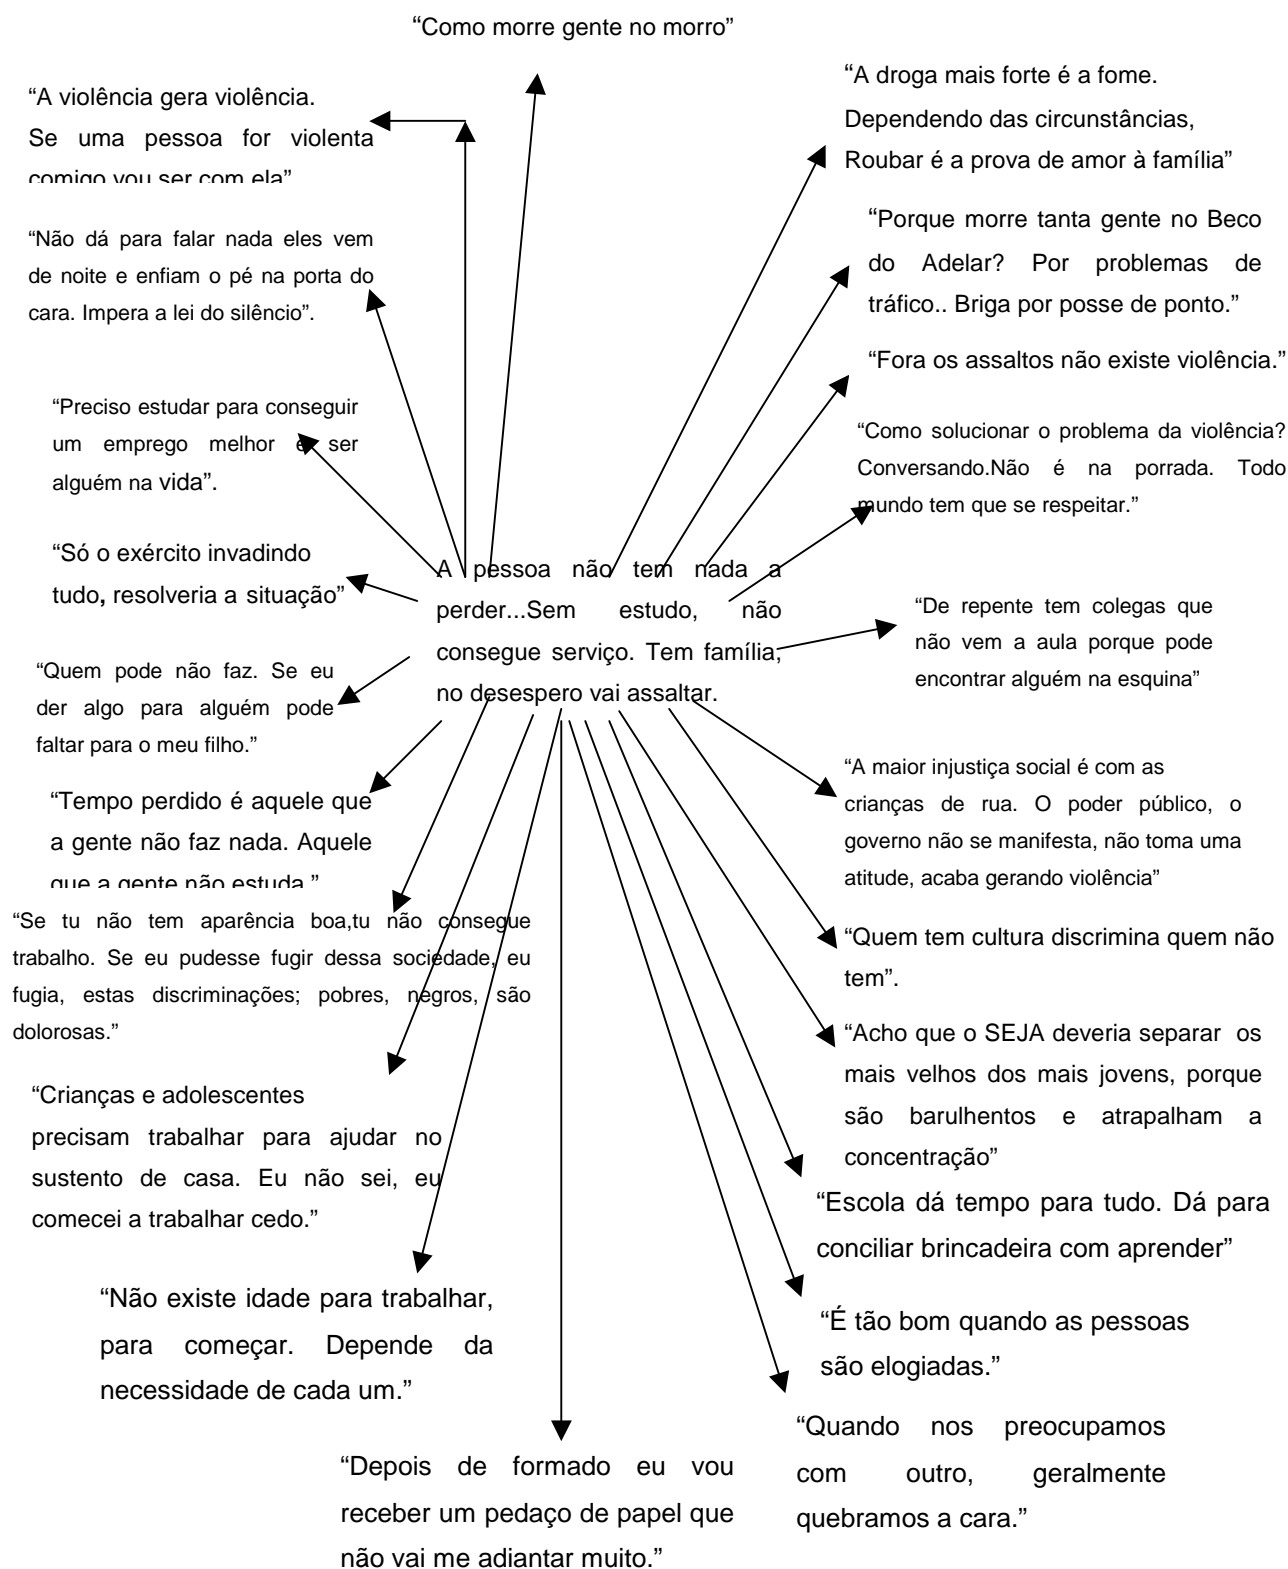 “Como morre gente no morro”
“A violência gera violência.
Se uma pessoa for violenta
comigo vou ser com ela”
“Não dá para falar nada eles vem
de noite e enfiam o pé na porta do
cara. Impera a lei do silêncio”.
“Preciso estudar para conseguir
um emprego melhor e ser
alguém na vida”.
“Só o exército invadindo
tudo, resolveria a situação”
“Quem pode não faz. Se eu
der algo para alguém pode
faltar para o meu filho.”
“Tempo perdido é aquele que
a gente não faz nada. Aquele
que a gente não estuda.”
“Se tu não tem aparência boa,tu não consegue
trabalho. Se eu pudesse fugir dessa sociedade, eu
fugia, estas discriminações; pobres, negros, são
dolorosas.”
“Crianças e adolescentes
precisam trabalhar para ajudar no
sustento de casa. Eu não sei, eu
comecei a trabalhar cedo.”
“Não existe idade para trabalhar,
para começar. Depende da
necessidade de cada um.”
“Depois de formado eu vou
receber um pedaço de papel que
não vai me adiantar muito.”
A pessoa não tem nada a
perder...Sem estudo, não
consegue serviço. Tem família,
no desespero vai assaltar.
“A droga mais forte é a fome.
Dependendo das circunstâncias,
Roubar é a prova de amor à família”
“Porque morre tanta gente no Beco
do Adelar? Por problemas de
tráfico.. Briga por posse de ponto.”
“Fora os assaltos não existe violência.”
“Como solucionar o problema da violência?
Conversando.Não é na porrada. Todo
mundo tem que se respeitar.”
“De repente tem colegas que
não vem a aula porque pode
encontrar alguém na esquina”
“A maior injustiça social é com as
crianças de rua. O poder público, o
governo não se manifesta, não toma uma
atitude, acaba gerando violência”
“Quem tem cultura discrimina quem não
tem”.
“Acho que o SEJA deveria separar os
mais velhos dos mais jovens, porque
são barulhentos e atrapalham a
concentração”
“Escola dá tempo para tudo. Dá para
conciliar brincadeira com aprender”
“É tão bom quando as pessoas
são elogiadas.”
“Quando nos preocupamos
com outro, geralmente
quebramos a cara.”